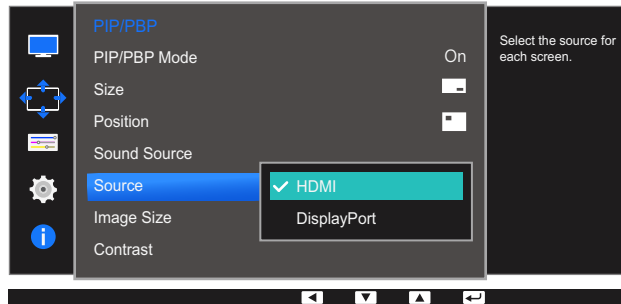 PIP/PBP
PIP/PBP Mode On
Size
Position
Sound Source
Source
Image Size
Contrast
HDMI
DisplayPort
Select the source for
each screen.